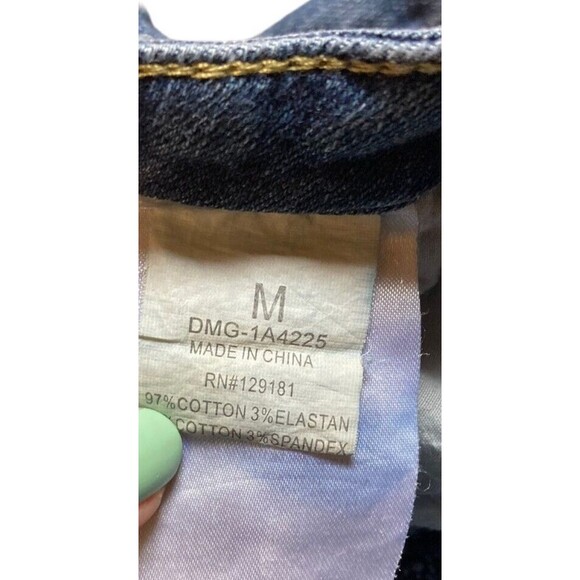 M
DMG-1A4225
MADE IN CHINA
RN#129181
97%COTTON 3%ELASTAN
COTTON 3%SPANDEX